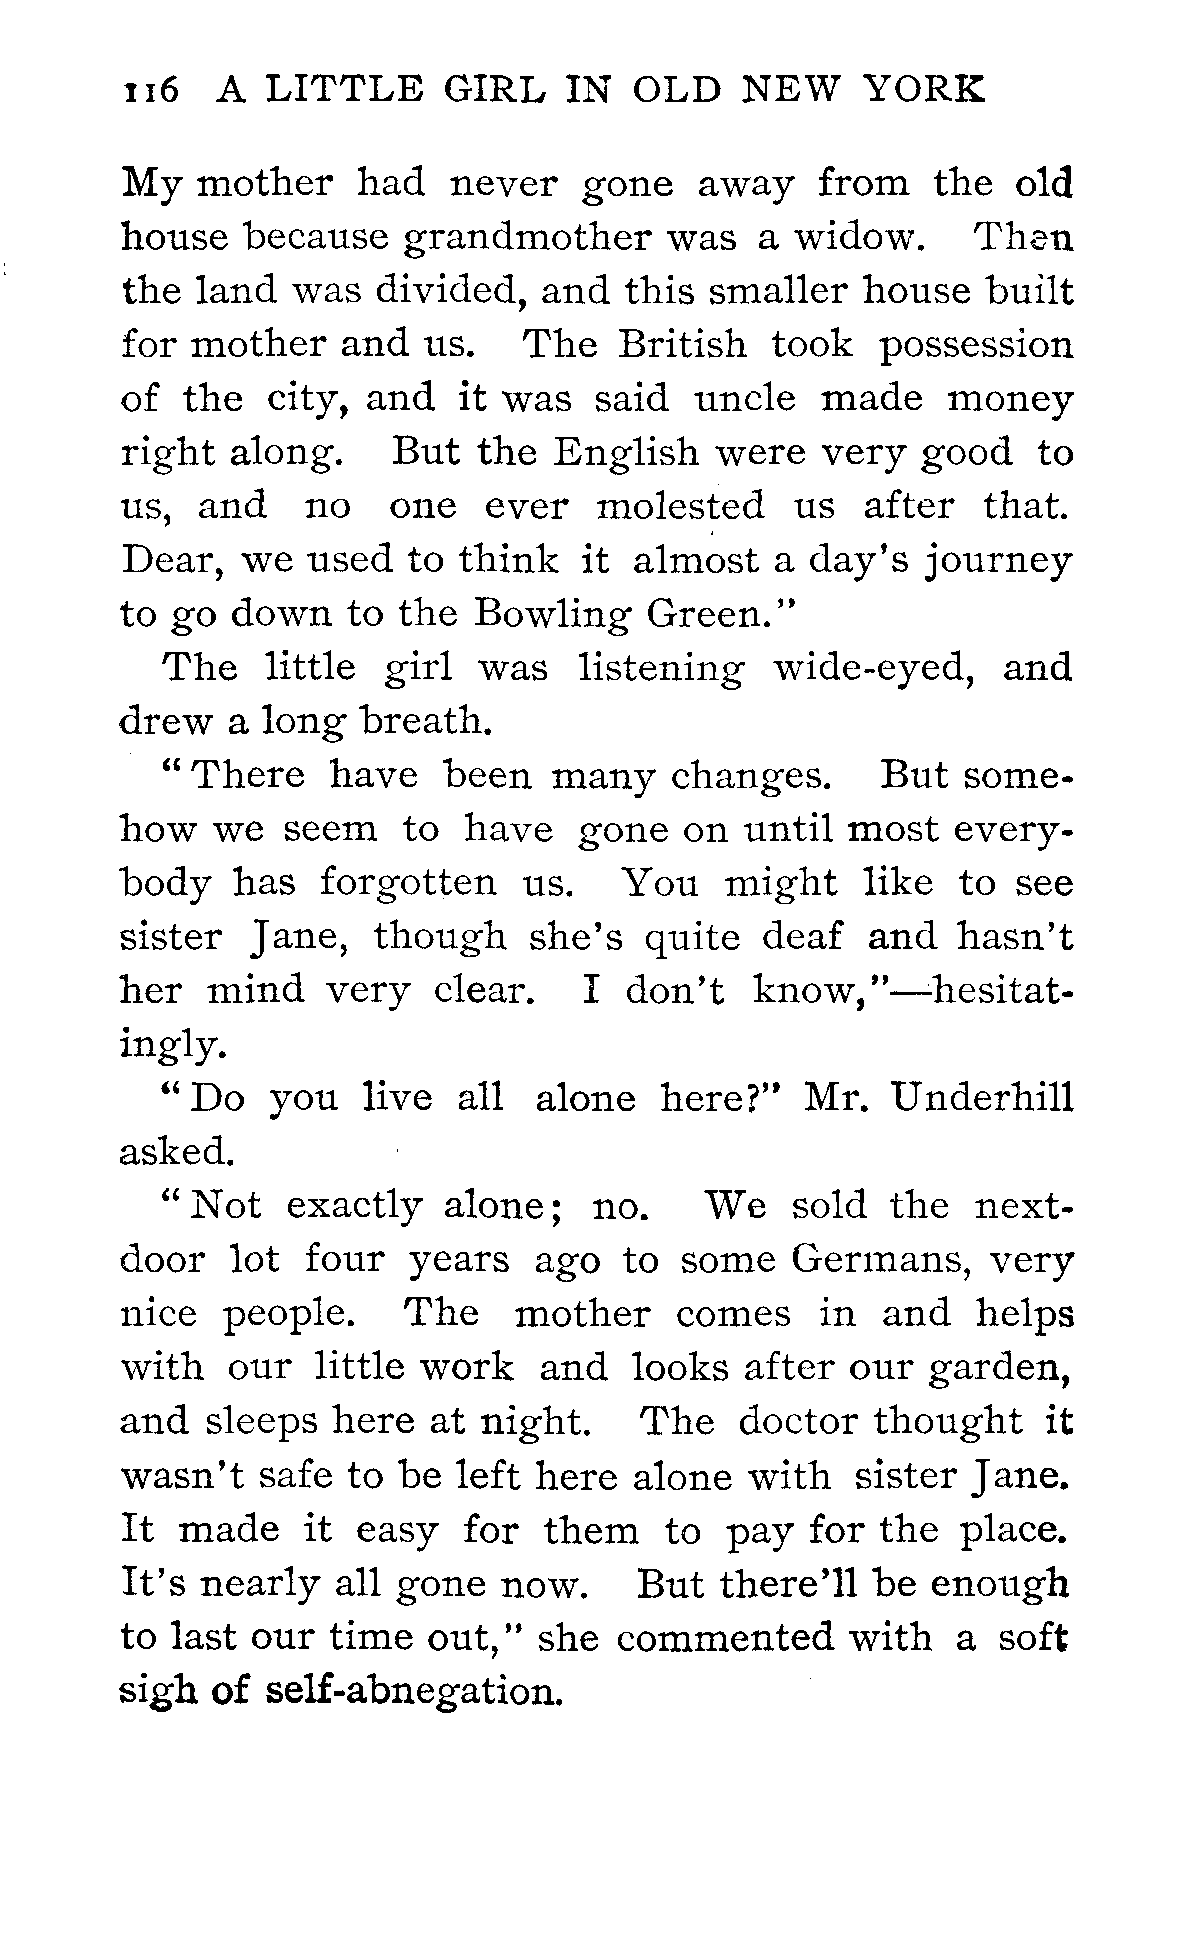 116 A LITTLE GIRL IN OLD NEW YORK
My mother had never gone away from the old
house because grandmother was a widow. Then
the land was divided, and this smaller house built
for mother and us. The British took possession
of the city, and it was said uncle made money
right along. But the English were very good to
us, and no one ever molested us after that.
Dear, we used to think it almost a day's journey
to go down to the Bowling Green."
The little girl was listening wide-eyed, and
drew a long breath.
"There have been many changes. But some-
how we seem to have gone on until most every-
body has forgotten us. You might like to see
sister Jane, though she's quite deaf and hasn't
her mind very clear. I don't know,"—hesitat-
ingly.
"Do you live all alone here?" Mr. Underhill
asked.
"Not exactly alone; no. We sold the next-
door lot four years ago to some Germans, very
nice people. The mother comes in and helps
with our little work and looks after our garden,
and sleeps here at night. The doctor thought it
wasn't safe to be left here alone with sister Jane.
It made it easy for them to pay for the place.
It's nearly all gone now. But there'll be enough
to last our time out," she commented with a soft
sigh of self-abnegation.